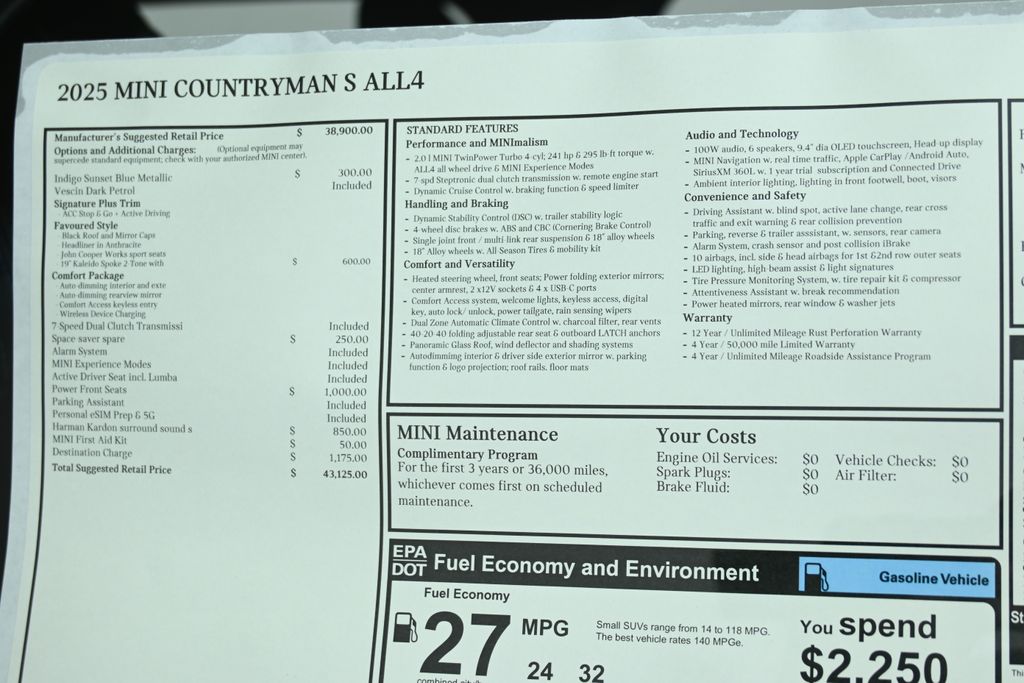 2025 MINI COUNTRYMAN S ALL4
Manufacturer's Suggested Retail Price $ 38,900.00
Options and Additional Charges: (Optional equipment may
supercede standard equipment; check with your authorized MINI center).
Indigo Sunset Blue Metallic $ 300.00
Vescin Dark Petrol Included
Signature Plus Trim
- ACC Stop & Go + Active Driving
Favoured Style
- Black Roof and Mirror Caps
- Headliner in Anthracite
- John Cooper Works sport seats
- 19" Kaleido Spoke 2-Tone with $ 600.00
Comfort Package
- Auto-dimming interior and exte
- Auto-dimming rearview mirror
- Comfort Access keyless entry
- Wireless Device Charging
7-Speed Dual Clutch Transmissi Included
Space saver spare $ 250.00
Alarm System Included
MINI Experience Modes Included
Active Driver Seat incl. Lumba Included
Power Front Seats $ 1,000.00
Parking Assistant Included
Personal eSIM Prep & 5G Included
Harman Kardon surround sound s $ 850.00
MINI First Aid Kit $ 50.00
Destination Charge $ 1,175.00
Total Suggested Retail Price $ 43,125.00
STANDARD FEATURES
Performance and MINImalism
- 2.0 l MINI TwinPower Turbo 4-cyl; 241 hp & 295 lb-ft torque w.
ALL4 all wheel drive & MINI Experience Modes
- 7-spd Steptronic dual clutch transmission w. remote engine start
- Dynamic Cruise Control w. braking function & speed limiter
Handling and Braking
- Dynamic Stability Control (DSC) w. trailer stability logic
- 4-wheel disc brakes w. ABS and CBC (Cornering Brake Control)
- Single joint front / multi-link rear suspension & 18" alloy wheels
- 18" Alloy wheels w. All Season Tires & mobility kit
Comfort and Versatility
- Heated steering wheel, front seats; Power folding exterior mirrors;
center armrest, 2 x12V sockets & 4 x USB-C ports
- Comfort Access system, welcome lights, keyless access, digital
key, auto lock/ unlock, power tailgate, rain sensing wipers
- Dual Zone Automatic Climate Control w. charcoal filter, rear vents
- 40-20-40 folding adjustable rear seat & outboard LATCH anchors
- Panoramic Glass Roof, wind deflector and shading systems
- Autodimming interior & driver side exterior mirror w. parking
function & logo projection; roof rails, floor mats
Audio and Technology
- 100W audio, 6 speakers, 9.4" dia OLED touchscreen, Head-up display
- MINI Navigation w. real time traffic, Apple CarPlay /Android Auto,
SiriusXM 360L w. 1 year trial subscription and Connected Drive
- Ambient interior lighting, lighting in front footwell, boot, visors
Convenience and Safety
- Driving Assistant w. blind spot, active lane change, rear cross
traffic and exit warning & rear collision prevention
- Parking, reverse & trailer asssistant, w. sensors, rear camera
- Alarm System, crash sensor and post collision iBrake
- 10 airbags, incl. side & head airbags for 1st &2nd row outer seats
- LED lighting, high-beam assist & light signatures
- Tire Pressure Monitoring System, w. tire repair kit & compressor
- Attentiveness Assistant w. break recommendation
- Power heated mirrors, rear window & washer jets
Warranty
- 12 Year / Unlimited Mileage Rust Perforation Warranty
- 4 Year / 50,000 mile Limited Warranty
- 4 Year / Unlimited Mileage Roadside Assistance Program
MINI Maintenance
Complimentary Program
For the first 3 years or 36,000 miles,
whichever comes first on scheduled
maintenance.
Your Costs
Engine Oil Services: $0 Vehicle Checks: $0
Spark Plugs: $0 Air Filter: $0
Brake Fluid: $0
EPA
DOT Fuel Economy and Environment
Gasoline Vehicle
Fuel Economy
27 MPG
24 32
Small SUVs range from 14 to 118 MPG.
The best vehicle rates 140 MPGe.
You spend
$2,250